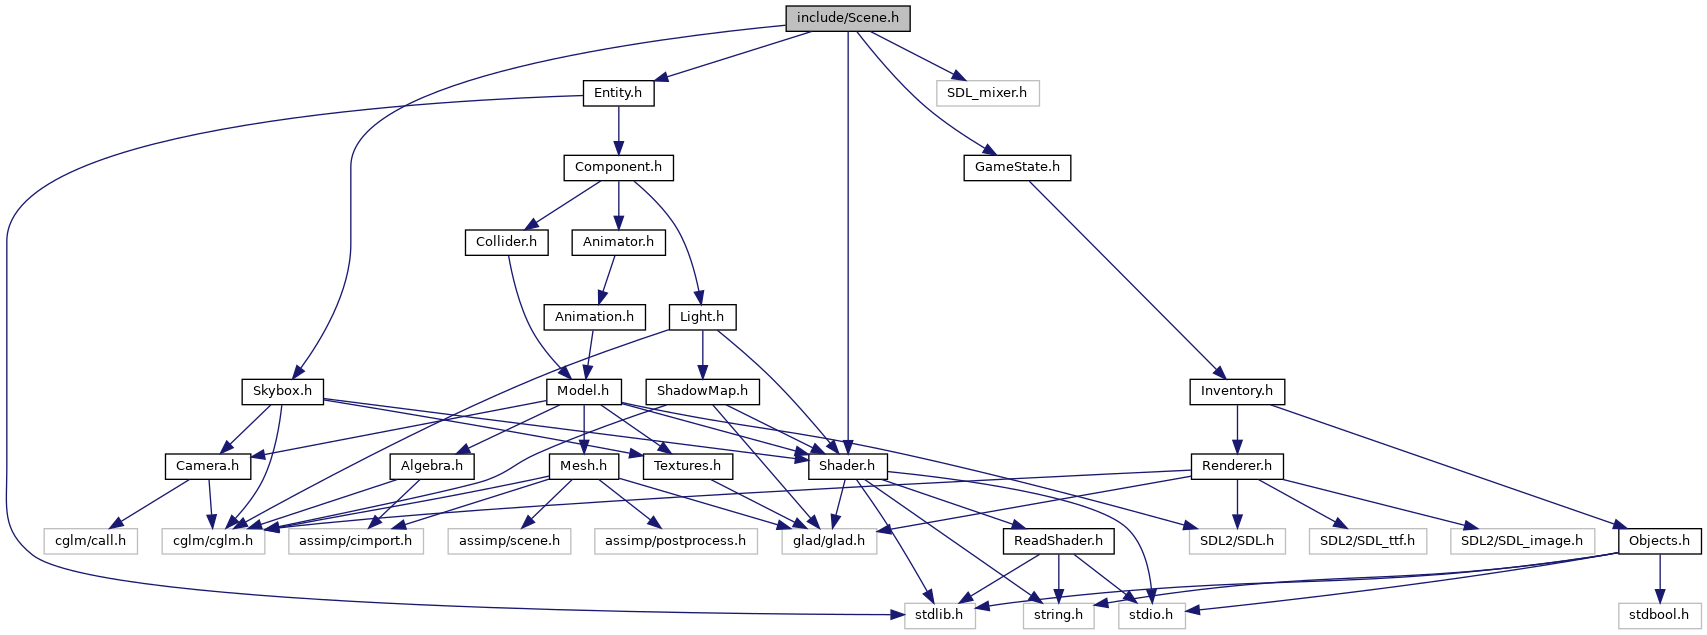 include/Scene.h
Entity.h
SDL_mixer.h
Component.h
GameState.h
Collider.h
Animator.h
Animation.h
Light.h
Skybox.h
Model.h
ShadowMap.h
Inventory.h
Camera.h
Algebra.h
Mesh.h
Textures.h
Shader.h
Renderer.h
cglm/call.h
cglm/cglm.h
assimp/cimport.h
assimp/scene.h
assimp/postprocess.h
glad/glad.h
ReadShader.h
SDL2/SDL.h
SDL2/SDL_ttf.h
SDL2/SDL_image.h
Objects.h
stdlib.h
string.h
stdio.h
stdbool.h